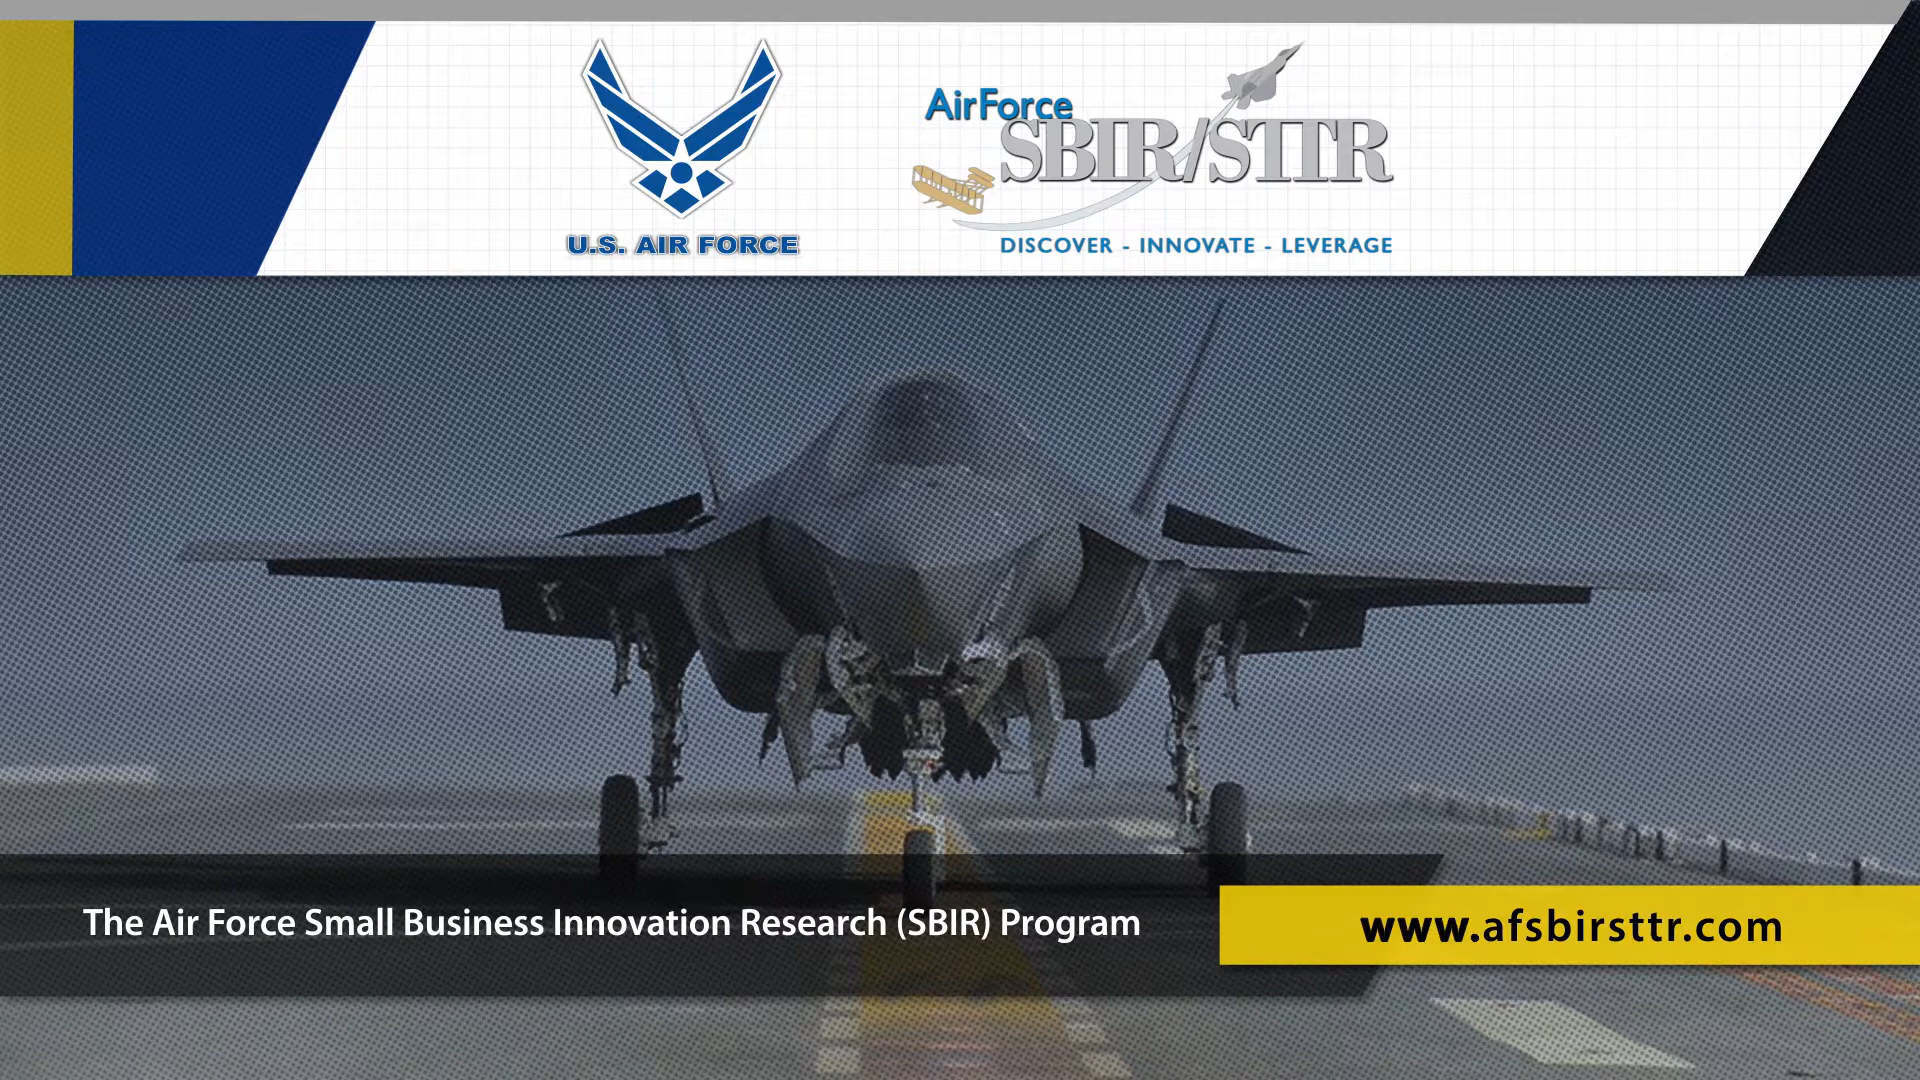 U.S. AIR FORCE
AirForce
SBIR/STTR
DISCOVER - INNOVATE - LEVERAGE
The Air Force Small Business Innovation Research (SBIR) Program
www.afsbirsttr.com